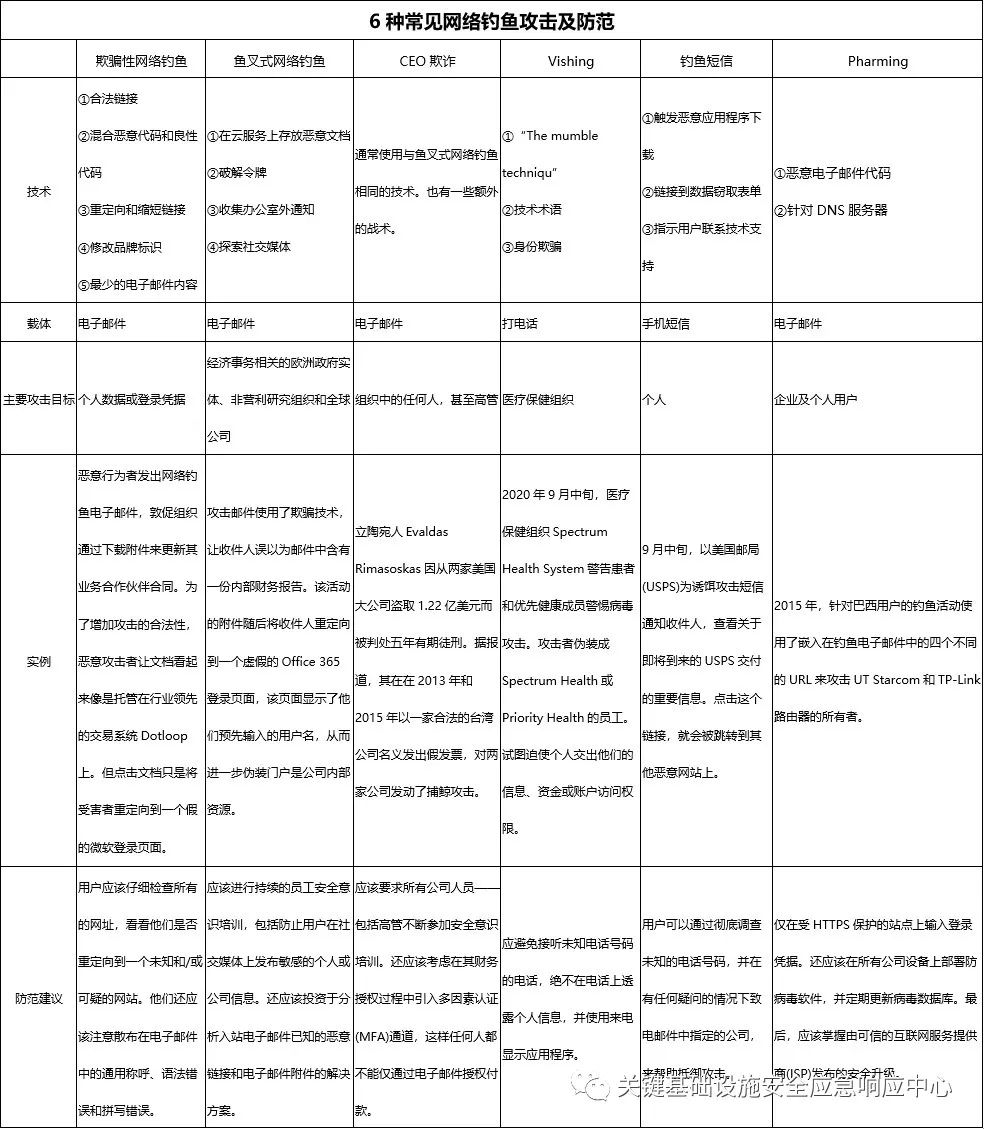 6种常见网络钓鱼攻击及防范
欺骗性网络钓鱼
鱼叉式网络钓鱼
CEO 欺诈
Vishing
钓鱼短信
Pharming
技术
①合法链接
②混合恶意代码和良性
代码
③重定向和缩短链接
④修改品牌标识
⑤最少的电子邮件内容
①在云服务上存放恶意文档
②破解令牌
③收集办公室外通知
④探索社交媒体
通常使用与鱼叉式网络钓鱼
相同的技术。也有一些额外
的战术。
①“The mumble
techniqu”
②技术术语
③身份欺骗
①触发恶意应用程序下
载
②链接到数据窃取表单
③指示用户联系技术支
持
①恶意电子邮件代码
②针对 DNS 服务器
载体
电子邮件
电子邮件
电子邮件
打电话
手机短信
电子邮件
主要攻击目标
个人数据或登录凭据
经济事务相关的欧洲政府实
体、非营利研究组织和全球
公司
组织中的任何人，甚至高管
医疗保健组织
个人
企业及个人用户
实例
恶意行为者发出网络钓
鱼电子邮件，敦促组织
通过下载附件来更新其
业务合作伙伴合同。为
了增加攻击的合法性，
恶意攻击者让文档看起
来像是托管在行业领先
的交易系统 Dotloop
上。但点击文档只是将
受害者重定向到一个假
的微软登录页面。
攻击邮件使用了欺骗技术，
让收件人误以为邮件中含有
一份内部财务报告。该活动
的附件随后将收件人重定向
到一个虚假的 Office 365
登录页面，该页面显示了他
们预先输入的用户名，从而
进一步伪装门户是公司内部
资源。
立陶宛人 Evaldas
Rimasoskas 因从两家美国
大公司盗取 1.22 亿美元而
被判处五年有期徒刑。据报
道，其在在 2013 年和
2015 年以一家合法的台湾
公司名义发出假发票，对两
家公司发动了捕鲸攻击。
2020 年 9 月中旬，医疗
保健组织 Spectrum
Health System 警告患者
和优先健康成员警惕病毒
攻击。攻击者伪装成
Spectrum Health 或
Priority Health 的员工。
试图迫使个人交出他们的
信息、资金或账户访问权
限。
9 月中旬，以美国邮局
(USPS)为诱饵攻击短信
通知收件人，查看关于
即将到来的 USPS 交付
的重要信息。点击这个
链接，就会被跳转到其
他恶意网站上。
2015 年，针对巴西用户的钓鱼活动使
用了嵌入在钓鱼电子邮件中的四个不同
的 URL 来攻击 UT Starcom 和 TP-Link
路由器的所有者。
防范建议
用户应该仔细检查所有
的网址，看看他们是否
重定向到一个未知和/或
可疑的网站。他们还应
该注意散布在电子邮件
中的通用称呼、语法错
误和拼写错误。
应该进行持续的员工安全意
识培训，包括防止用户在社
交媒体上发布敏感的个人或
公司信息。还应该投资于分
析入站电子邮件已知的恶意
链接和电子邮件附件的解决
方案。
应该要求所有公司人员——
包括高管不断参加安全意识
培训。还应该考虑在其财务
授权过程中引入多因素认证
(MFA)通道，这样任何人都
不能仅通过电子邮件授权付
款。
应避免接听未知电话号码
的电话，绝不在电话上透
露个人信息，并使用来电
显示应用程序。
用户可以通过彻底调查
未知的电话号码，并在
有任何疑问的情况下致
电邮件中指定的公司，
来帮助抵御攻击。
仅在受 HTTPS 保护的站点上输入登录
凭据。还应该在所有公司设备上部署防
病毒软件，并定期更新病毒数据库。最
后，应该掌握由可信的互联网服务提供
商(ISP)发布的安全升级。
关键基础设施安全应急响应中心